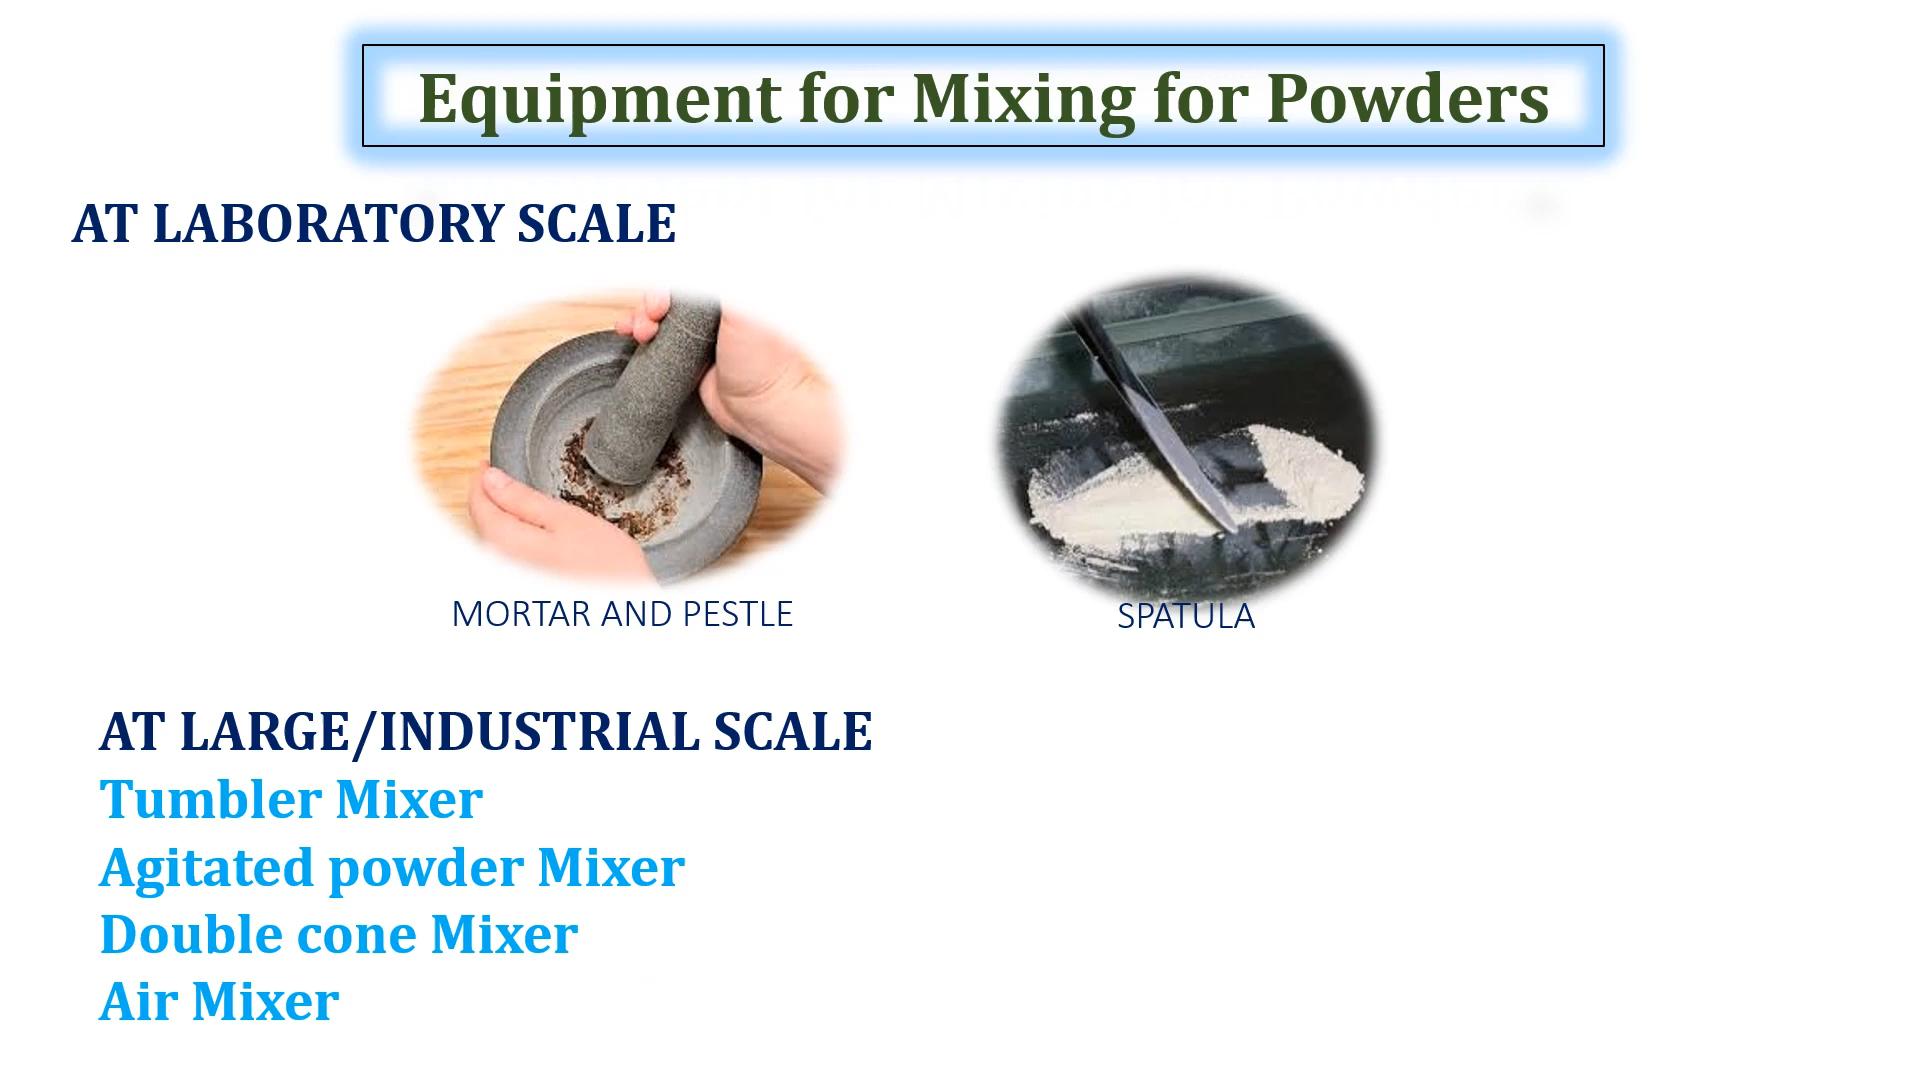 Equipment for Mixing for Powders
AT LABORATORY SCALE
MORTAR AND PESTLE
SPATULA
AT LARGE/INDUSTRIAL SCALE
Tumbler Mixer
Agitated powder Mixer
Double cone Mixer
Air Mixer